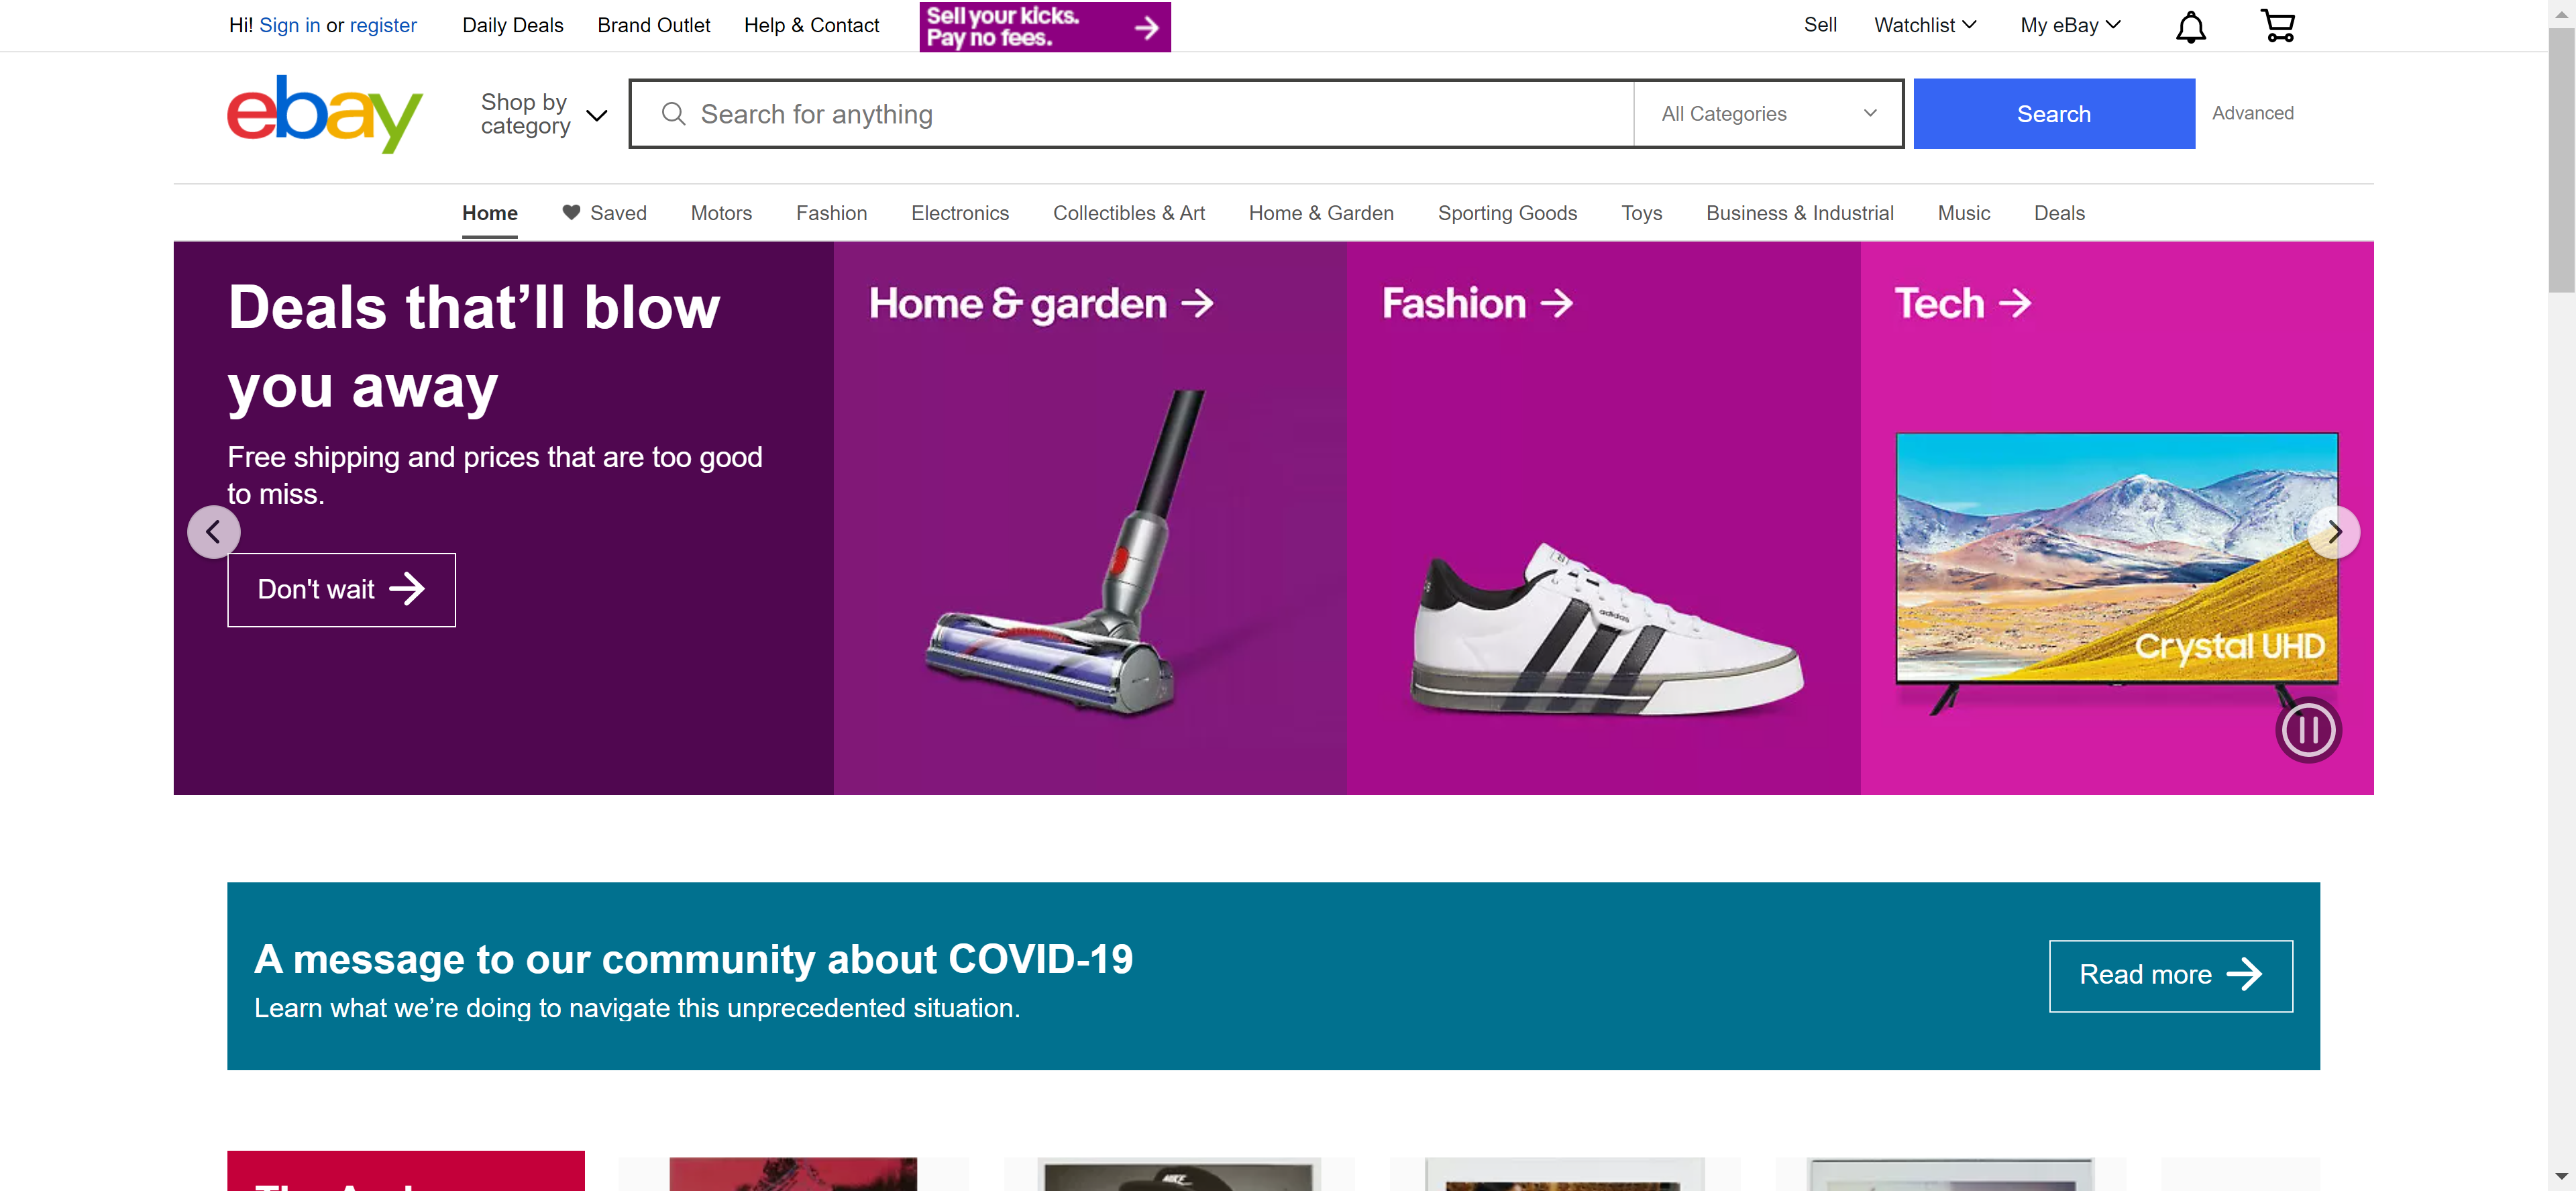 Hi! Sign in or register
Daily Deals
Brand Outlet
Help & Contact
Sell your kicks.
Pay no fees.
Sell
Watchlist
My eBay
ebay
Shop by
category
Search for anything
All Categories
Search
Advanced
Home
Saved
Motors
Fashion
Electronics
Collectibles & Art
Home & Garden
Sporting Goods
Toys
Business & Industrial
Music
Deals
Deals that’ll blow
you away
Free shipping and prices that are too good
to miss.
Don't wait
Home & garden
Fashion
adidas
Tech
Crystal UHD
A message to our community about COVID-19
Learn what we’re doing to navigate this unprecedented situation.
Read more
NIKE